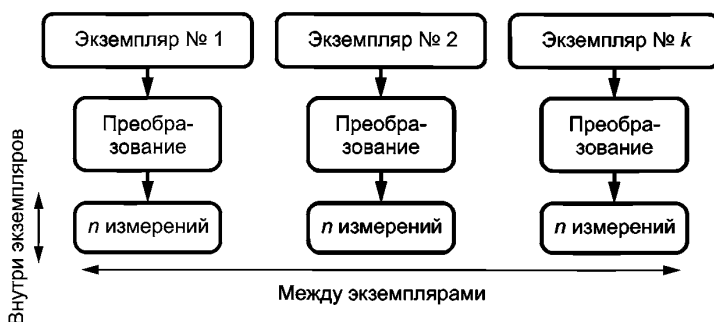 Экземпляр № 1
Экземпляр № 2
Экземпляр № k
Преобра-
зование
Преобра-
зование
Преобра-
зование
n измерений
n измерений
n измерений
Внутри экземпляров
Между экземплярами